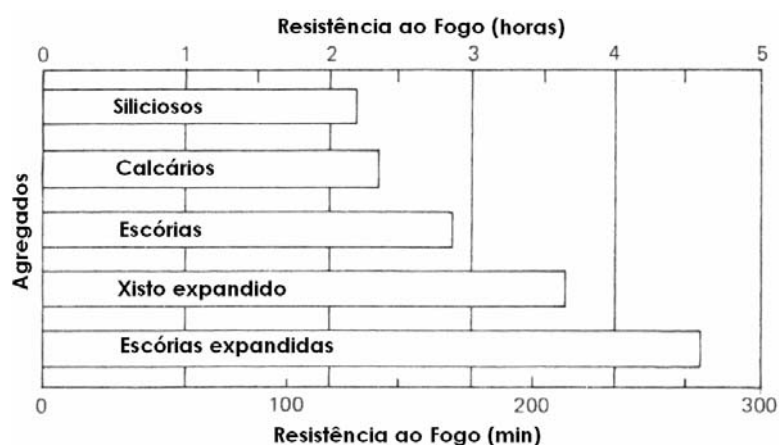 Resistência ao Fogo (horas)
0 1 2 3 4 5
Agregados
Siliciosos
Calcários
Escórias
Xisto expandido
Escórias expandidas
0 100 200 300
Resistência ao Fogo (min)